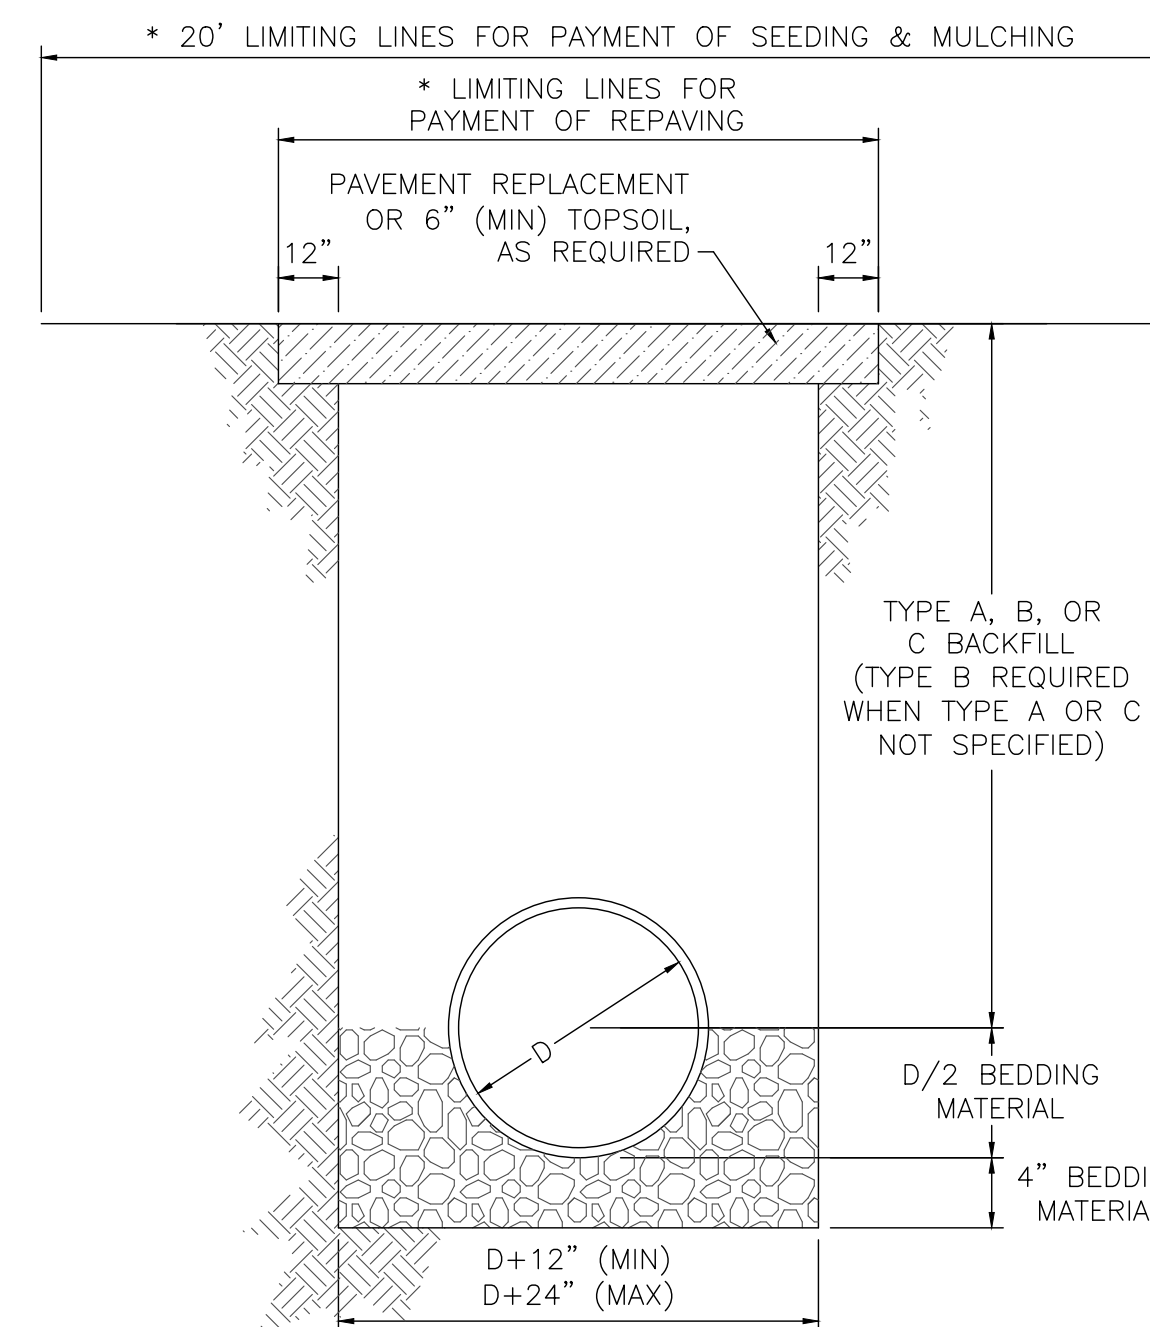 * 20' LIMITING LINES FOR PAYMENT OF SEEDING & MULCHING
* LIMITING LINES FOR
PAYMENT OF REPAVING
PAVEMENT REPLACEMENT
OR 6” (MIN) TOPSOIL,
AS REQUIRED
12”
12”
TYPE A, B, OR
C BACKFILL
(TYPE B REQUIRED
WHEN TYPE A OR C
NOT SPECIFIED)
D
D/2 BEDDING
MATERIAL
4” BEDDI
MATERIA
D+12” (MIN)
D+24” (MAX)